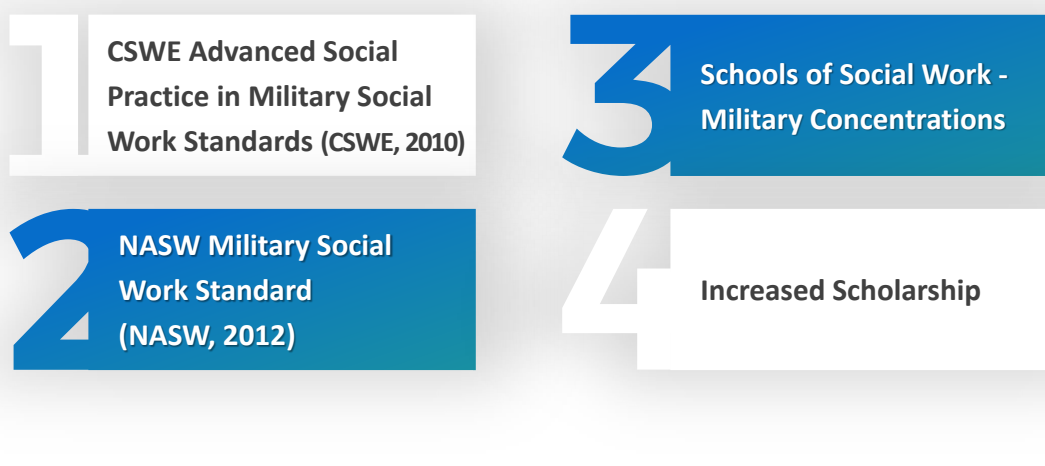 1
CSWE Advanced Social
Practice in Military Social
Work Standards (CSWE, 2010)
2
NASW Military Social
Work Standard
(NASW, 2012)
3
Schools of Social Work -
Military Concentrations
4
Increased Scholarship